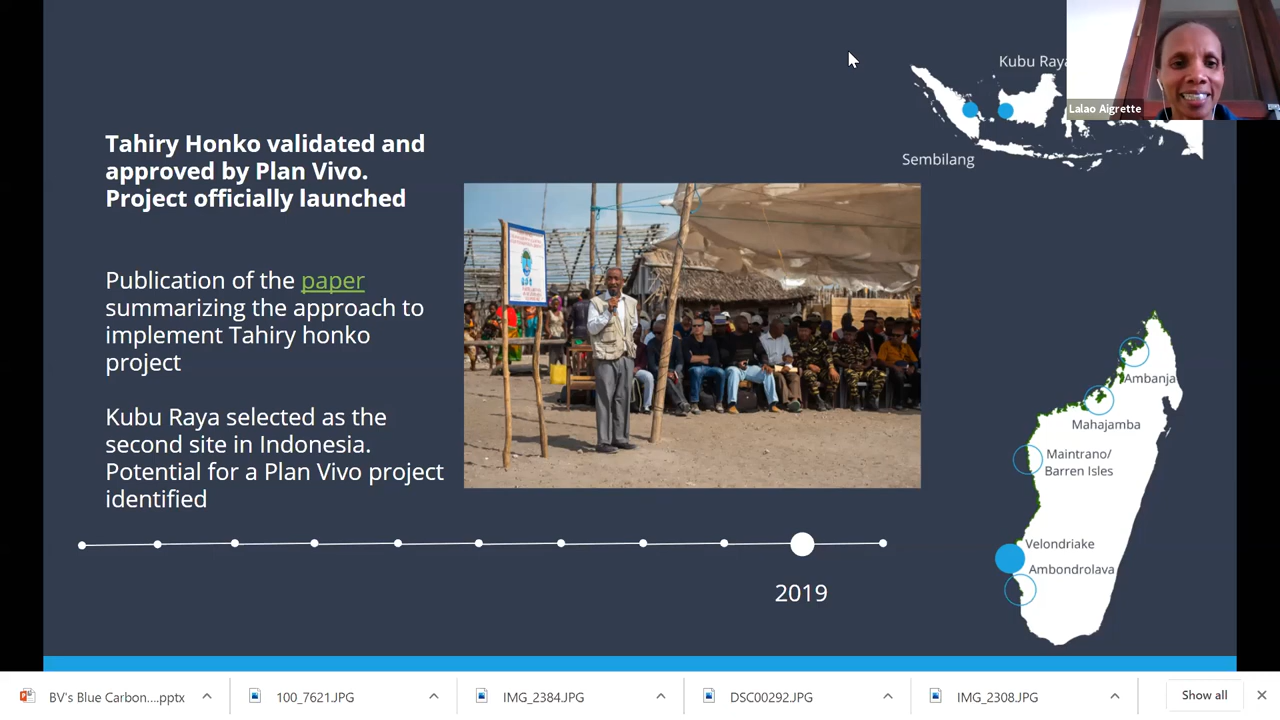 Tahiry Honko validated and
approved by Plan Vivo.
Project officially launched
Publication of the paper
summarizing the approach to
implement Tahiry honko
project
Kubu Raya selected as the
second site in Indonesia.
Potential for a Plan Vivo project
identified
2019
Kubu Raya
Sembilang
Lalao Aigrette
Ambanja
Mahajamba
Maintrano/
Barren Isles
Velondriake
Ambondrolava
BV's Blue Carbon....pptx
100_7621.JPG
IMG_2384.JPG
DSC00292.JPG
IMG_2308.JPG
Show all